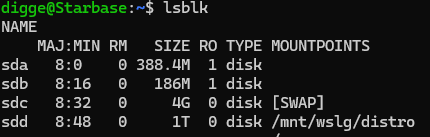 digge@Starbase:~$ lsblk
NAME
    MAJ:MIN RM   SIZE RO TYPE MOUNTPOINTS
sda   8:0    0 388.4M  1 disk
sdb   8:16   0   186M  1 disk
sdc   8:32   0     4G  0 disk [SWAP]
sdd   8:48   0     1T  0 disk /mnt/wslg/distro